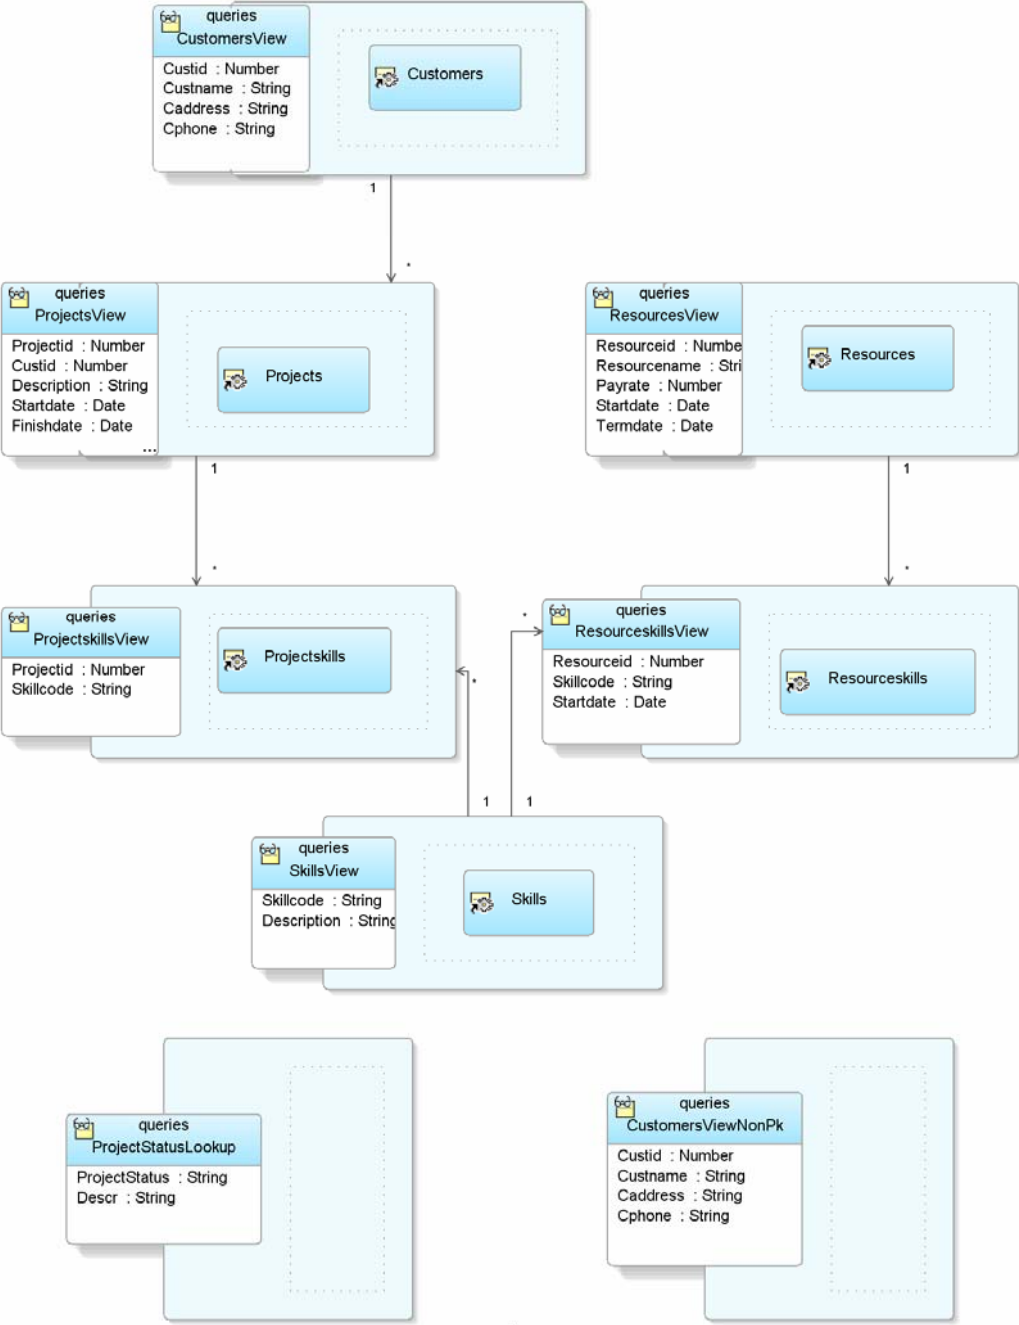 queries
CustomersView
Custid : Number
Custname : String
Caddress : String
Cphone : String
Customers
1
*
queries
ProjectsView
Projectid : Number
Custid : Number
Description : String
Startdate : Date
Finishdate : Date
...
Projects
queries
ResourcesView
Resourceid : Numbe
Resourcename : Stri
Payrate : Number
Startdate : Date
Termdate : Date
Resources
1
*
1
*
queries
ProjectskillsView
Projectid : Number
Skillcode : String
Projectskills
*
*
queries
ResourceskillsView
Resourceid : Number
Skillcode : String
Startdate : Date
Resourceskills
1
1
queries
SkillsView
Skillcode : String
Description : String
Skills
queries
ProjectStatusLookup
ProjectStatus : String
Descr : String
queries
CustomersViewNonPk
Custid : Number
Custname : String
Caddress : String
Cphone : String